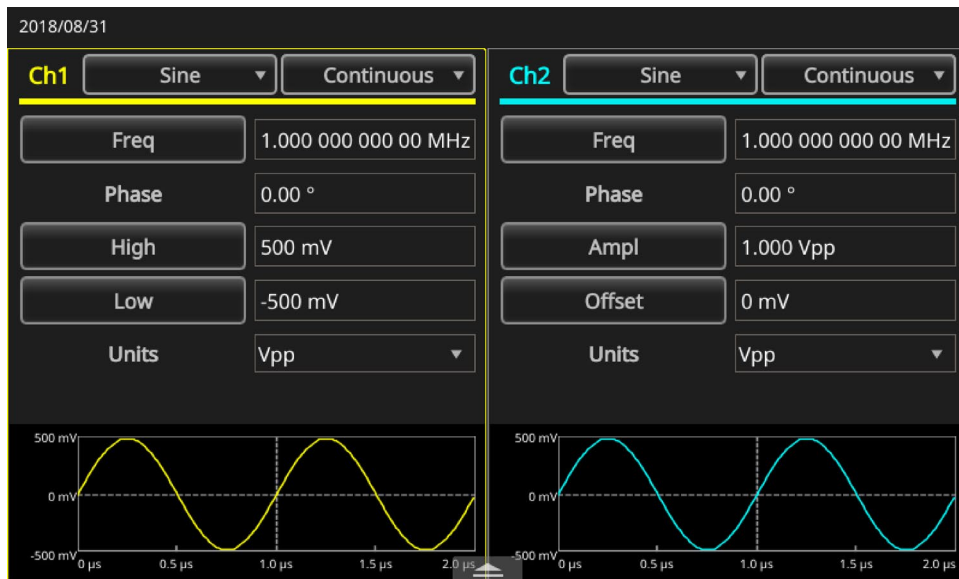 2018/08/31
Ch1 Sine Continuous
Freq 1.000 000 000 00 MHz
Phase 0.00 °
High 500 mV
Low -500 mV
Units Vpp
500 mV
0 mV
-500 mV
0 µs 0.5 µs 1.0 µs 1.5 µs 2.0 µs
Ch2 Sine Continuous
Freq 1.000 000 000 00 MHz
Phase 0.00 °
Ampl 1.000 Vpp
Offset 0 mV
Units Vpp
500 mV
0 mV
-500 mV
0 µs 0.5 µs 1.0 µs 1.5 µs 2.0 µs